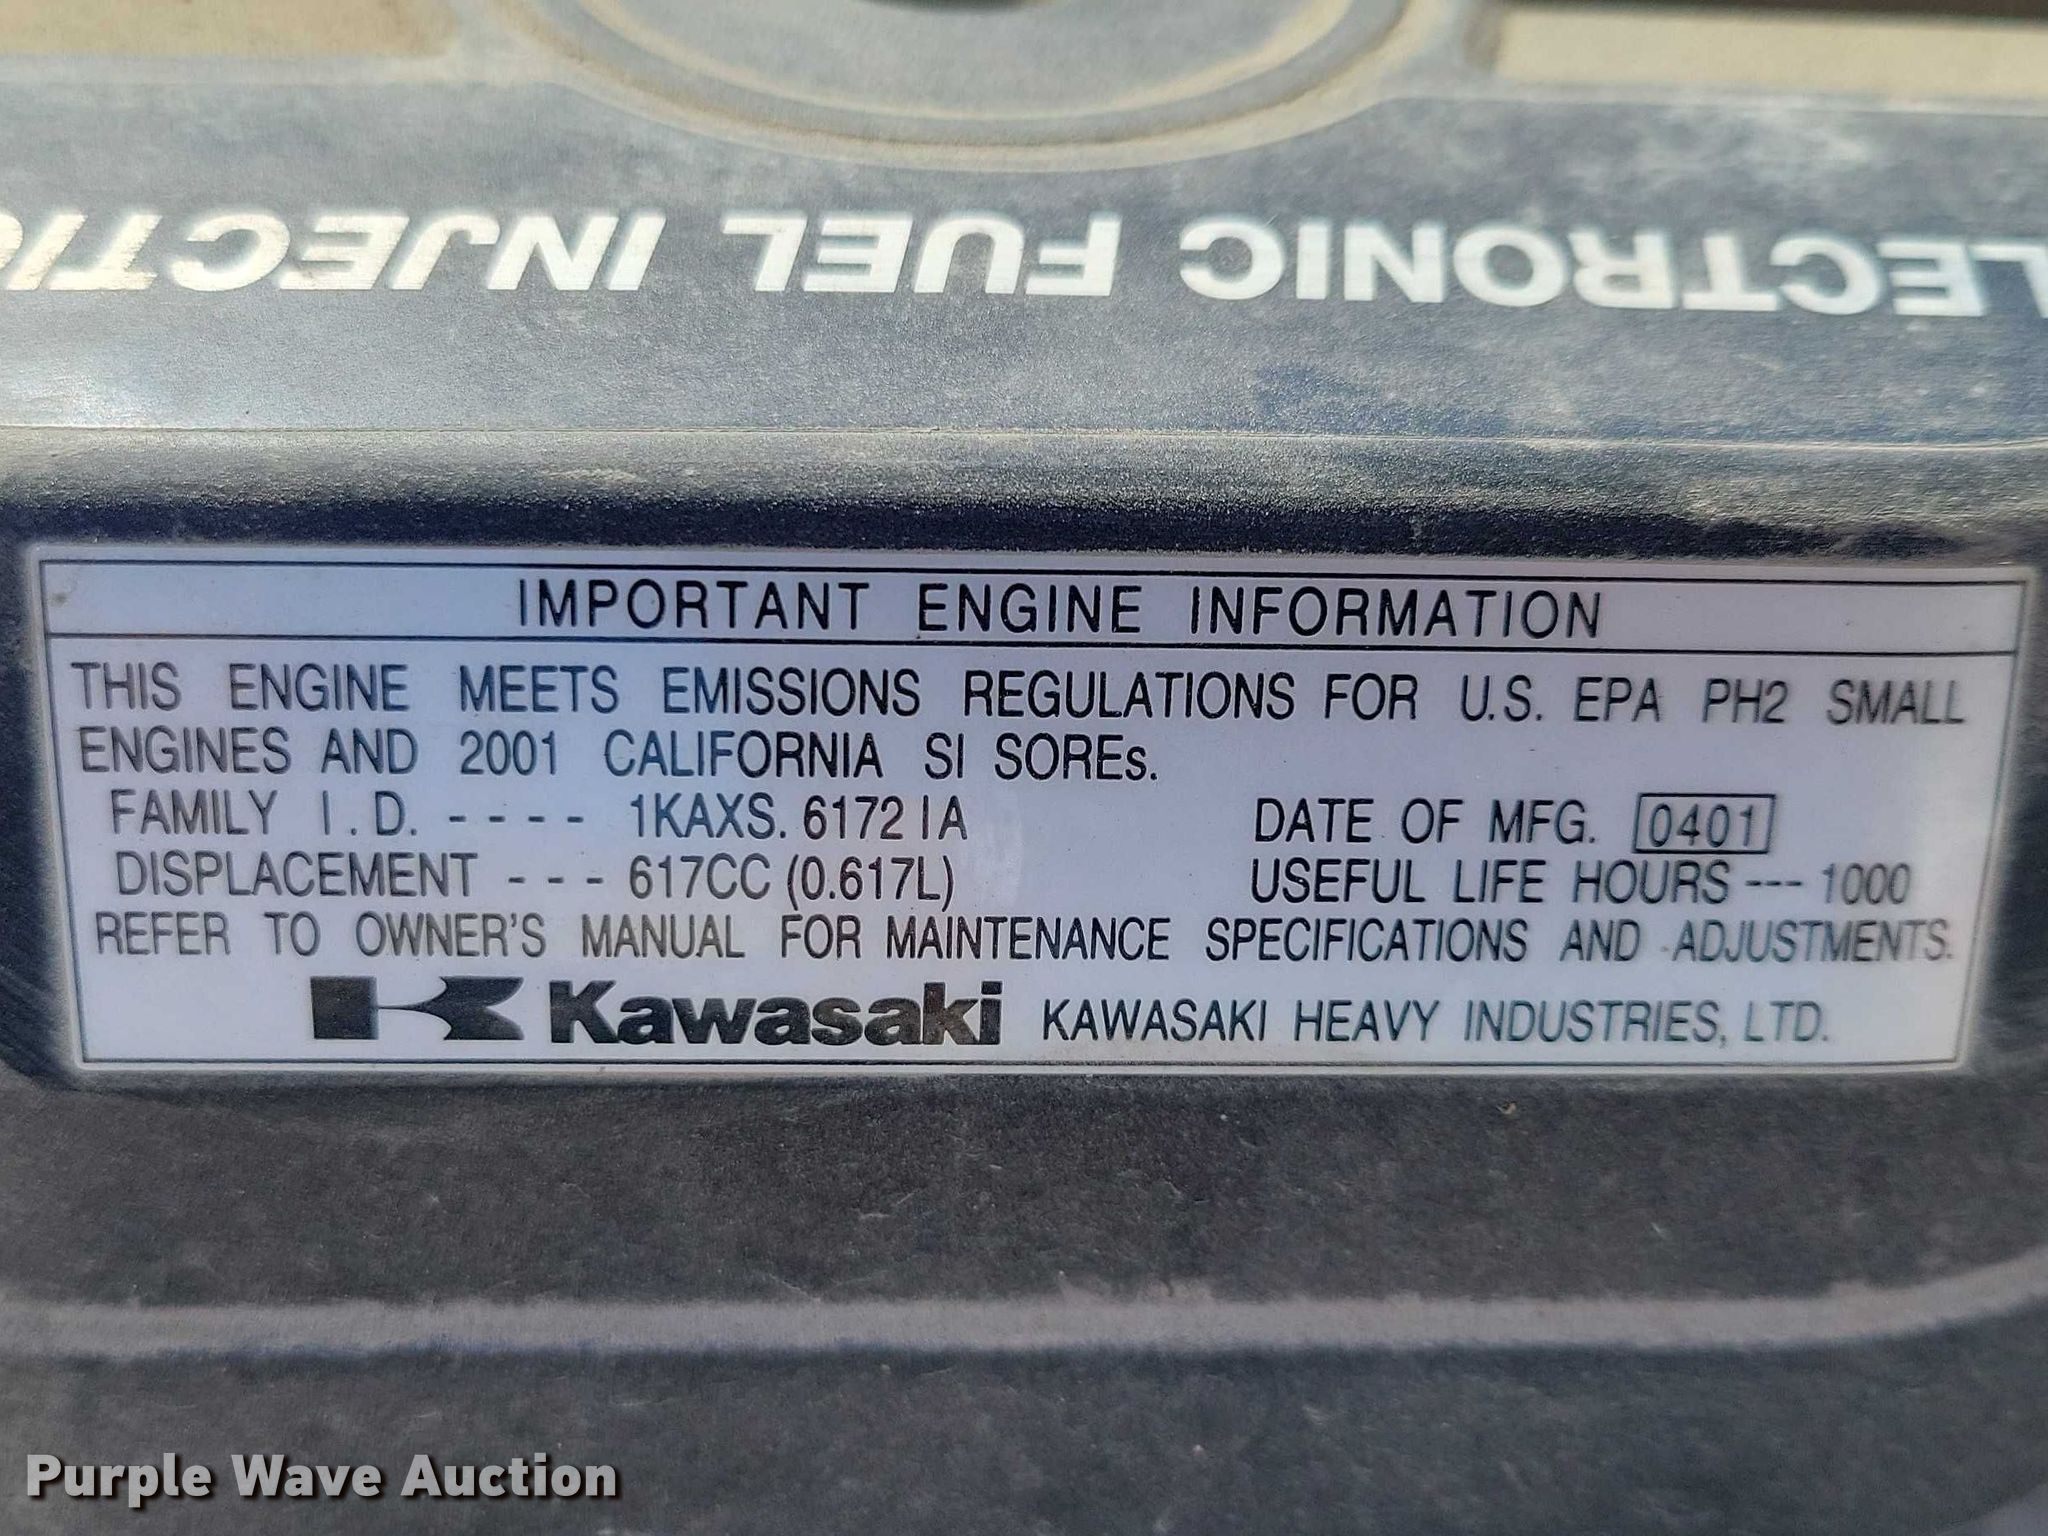 LECTRONIC FUEL INJECTI
IMPORTANT ENGINE INFORMATION
THIS ENGINE MEETS EMISSIONS REGULATIONS FOR U.S. EPA PH2 SMALL
ENGINES AND 2001 CALIFORNIA SI SOREs.
FAMILY I.D. ---- 1KAXS.6172 IA DATE OF MFG. 0401
DISPLACEMENT --- 617CC (0.617L) USEFUL LIFE HOURS --- 1000
REFER TO OWNER'S MANUAL FOR MAINTENANCE SPECIFICATIONS AND ADJUSTMENTS.
Kawasaki KAWASAKI HEAVY INDUSTRIES, LTD.
Purple Wave Auction